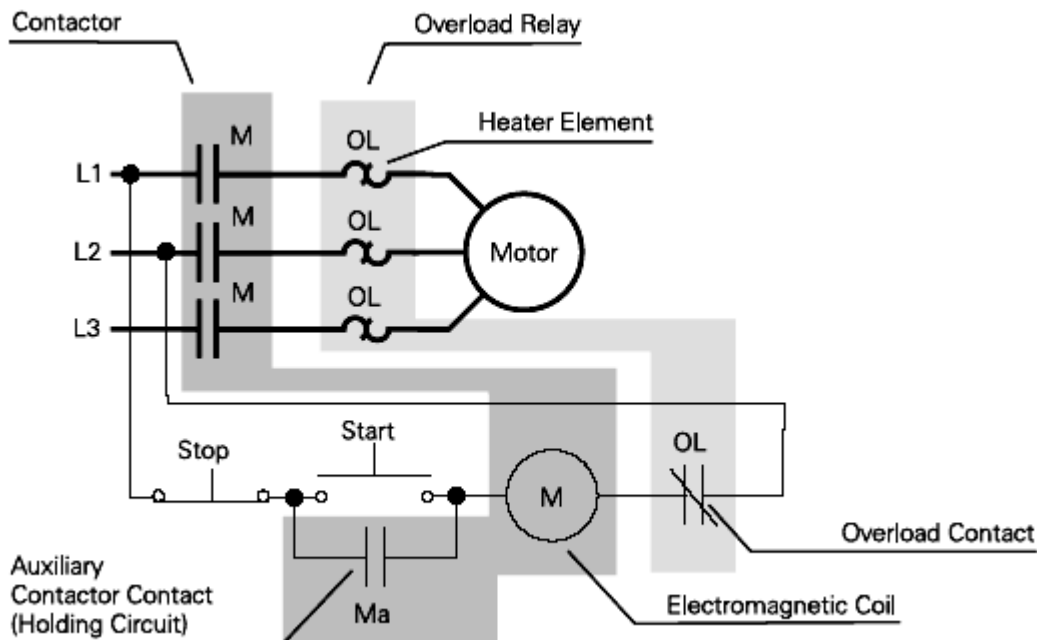 Contactor
Overload Relay
Heater Element
M
OL
L1
M
OL
L2
Motor
M
OL
L3
Start
Stop
OL
M
Overload Contact
Auxiliary
Contactor Contact
(Holding Circuit)
Ma
Electromagnetic Coil